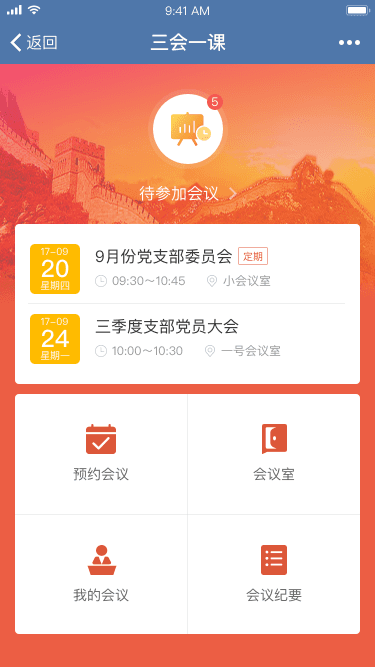 9:41 AM
返回
三会一课
5
待参加会议
17-09
20
星期四
9月份党支部委员会 定期
09:30～10:45 小会议室
17-09
24
星期一
三季度支部党员大会
10:00～10:30 一号会议室
预约会议
会议室
我的会议
会议纪要